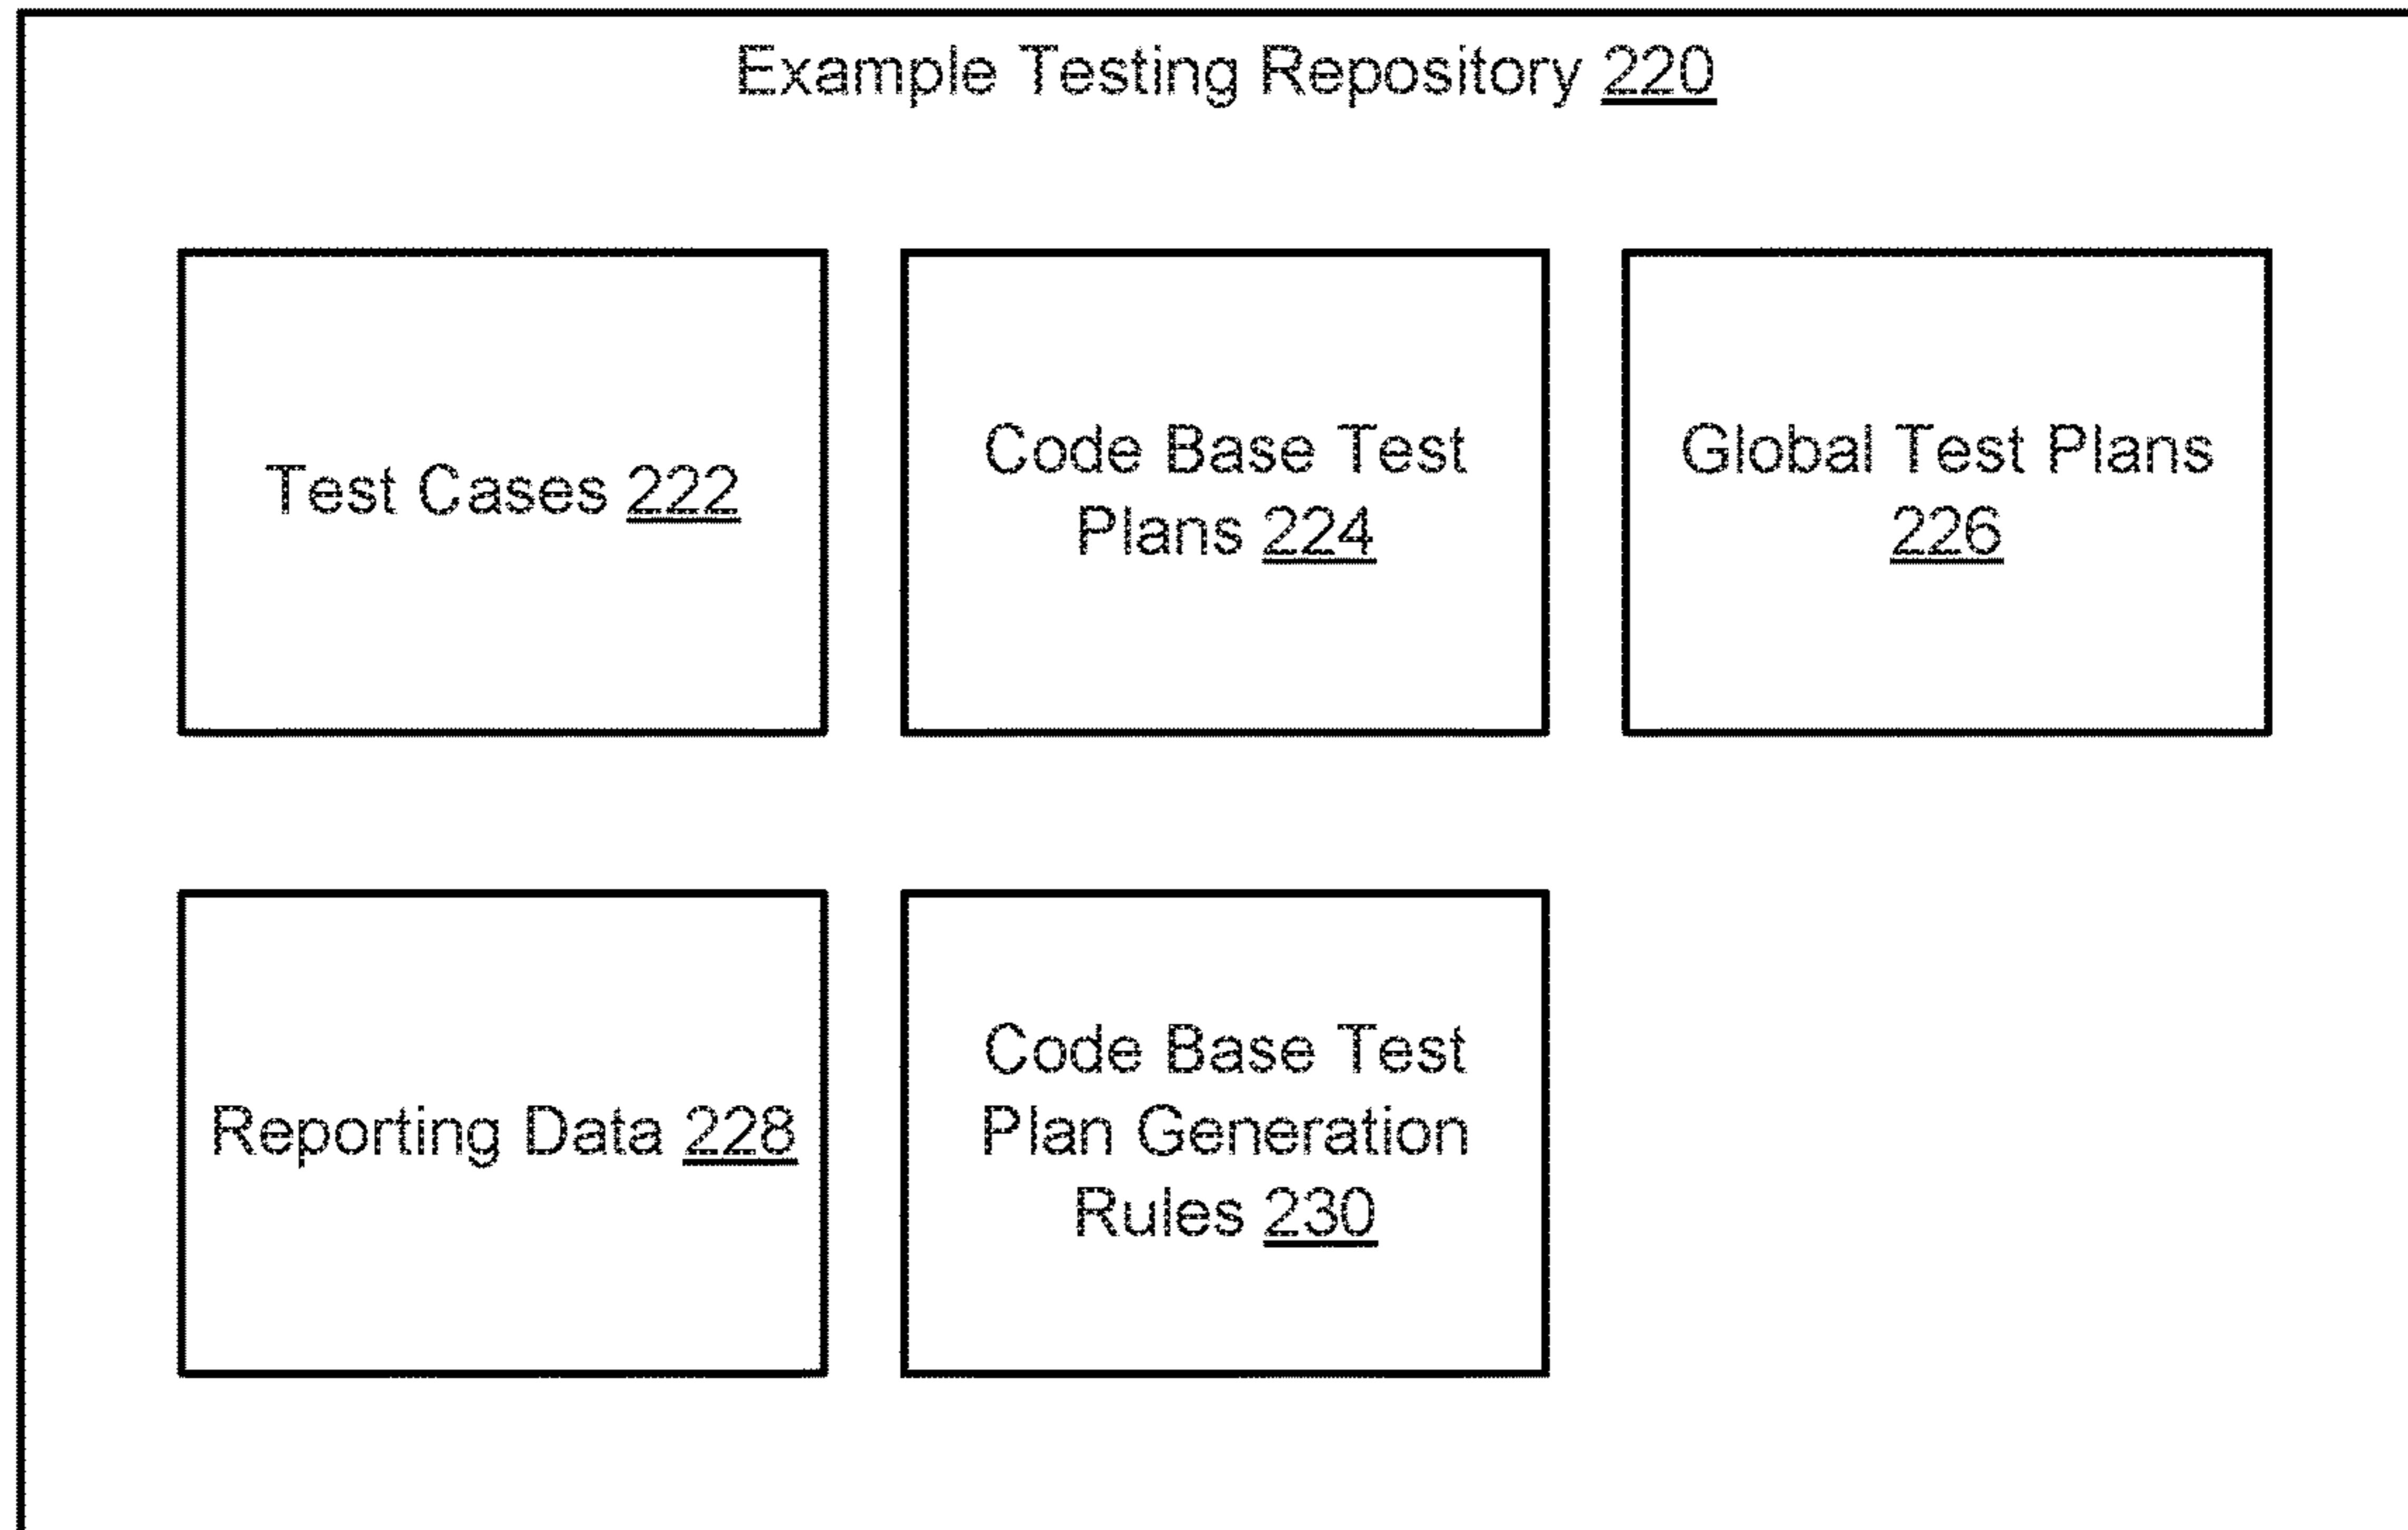 Example Testing Repository 220
Test Cases 222
Code Base Test
Plans 224
Global Test Plans
226
Reporting Data 228
Code Base Test
Plan Generation
Rules 230